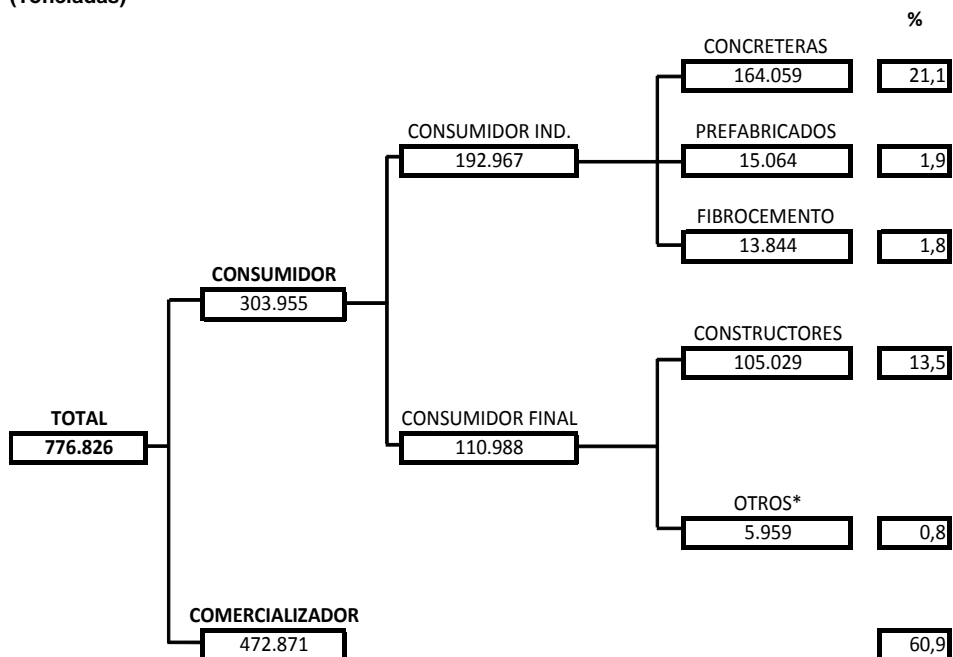 (Toneladas)
%
CONCRETERAS
164.059 21,1
CONSUMIDOR IND. PREFABRICADOS
192.967 15.064 1,9
FIBROCEMENTO
13.844 1,8
CONSUMIDOR
303.955
CONSTRUCTORES
105.029 13,5
TOTAL CONSUMIDOR FINAL
776.826 110.988
OTROS*
5.959 0,8
COMERCIALIZADOR
472.871 60,9